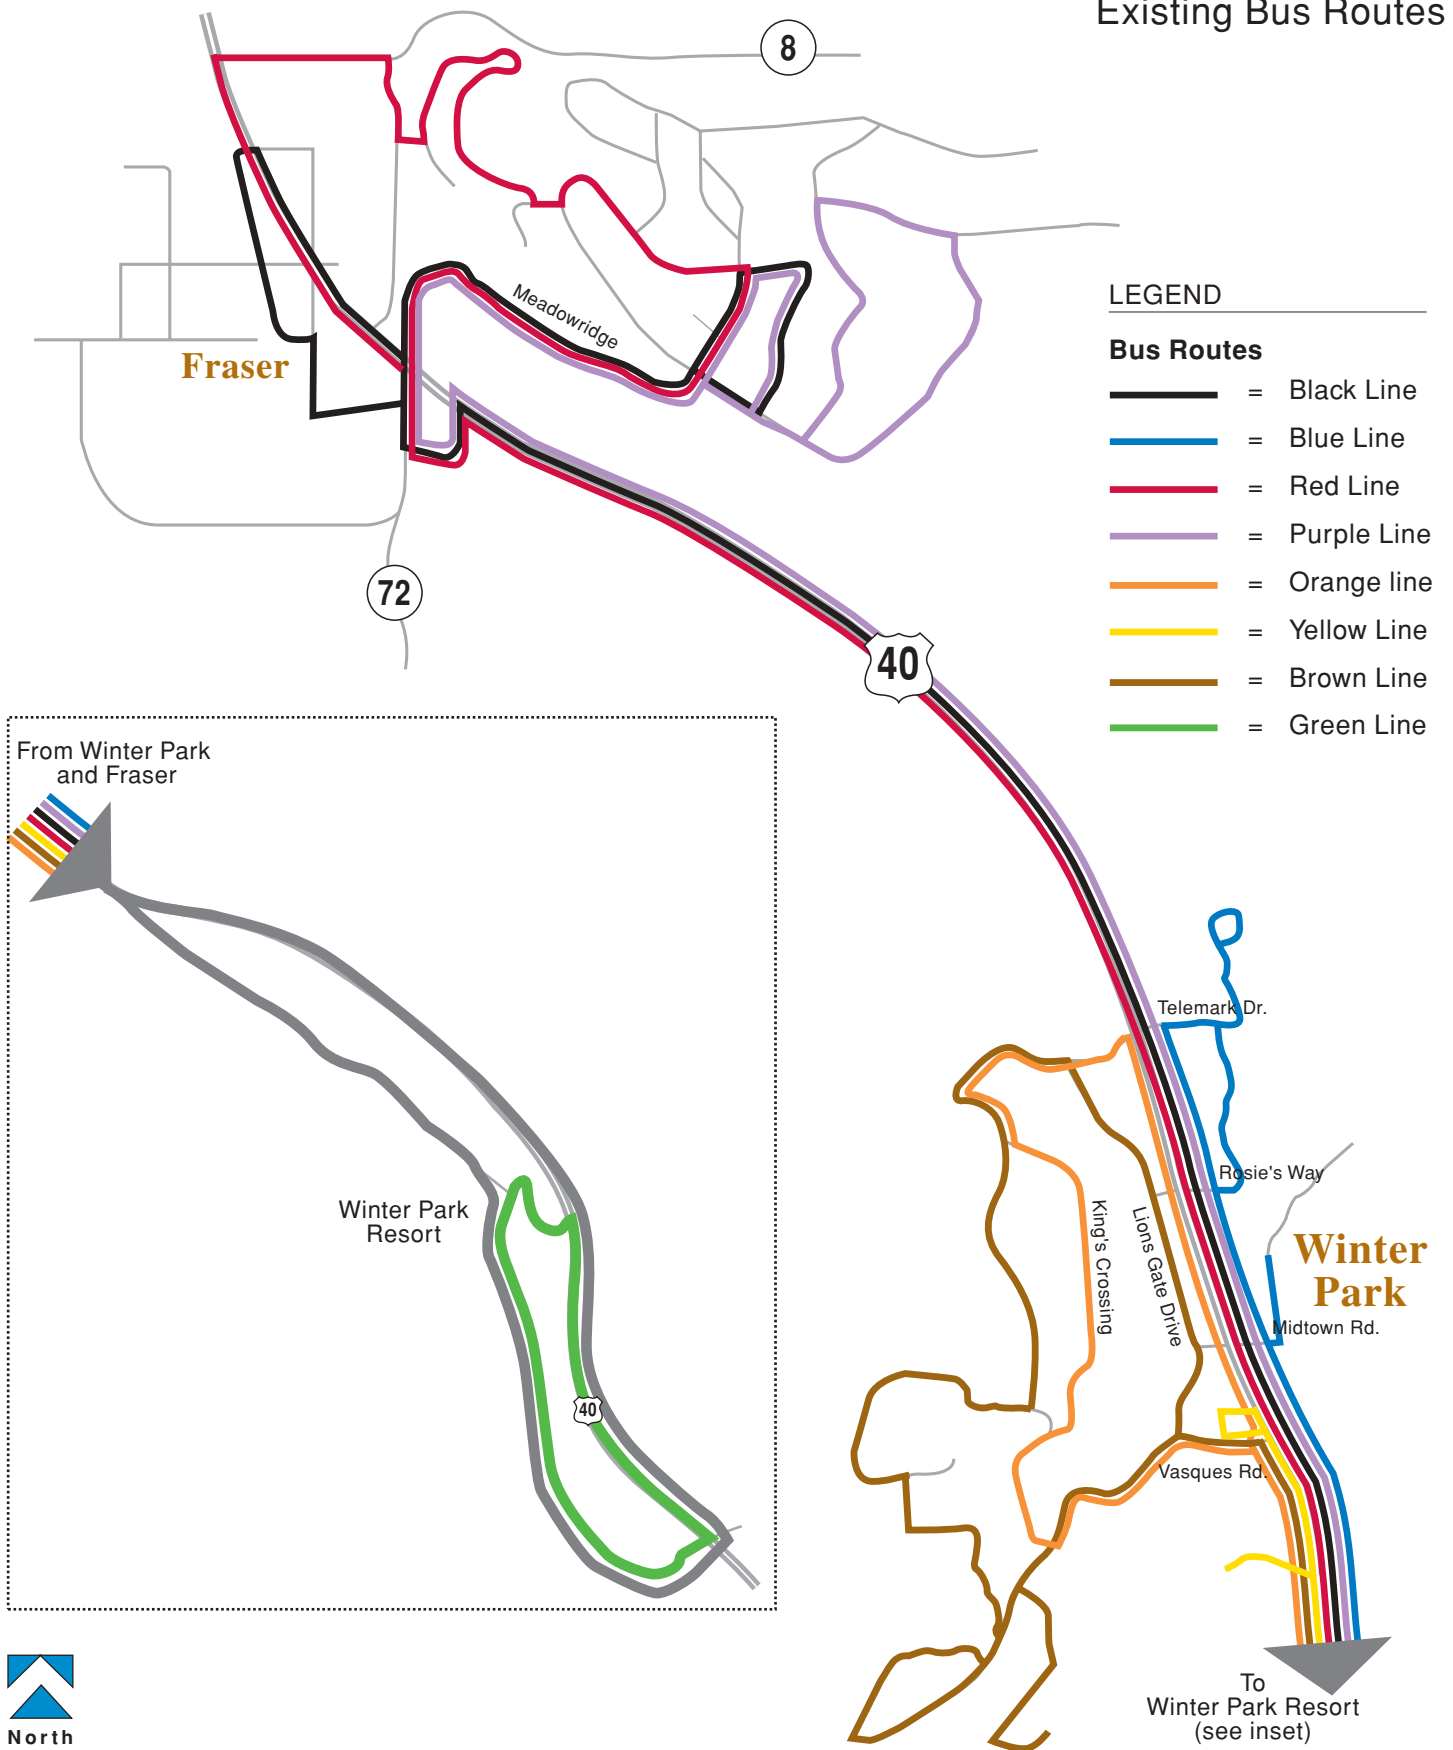 Existing Bus Routes
8
Meadowridge
Fraser
72
40
LEGEND
Bus Routes
= Black Line
= Blue Line
= Red Line
= Purple Line
= Orange line
= Yellow Line
= Brown Line
= Green Line
From Winter Park
and Fraser
Winter Park
Resort
40
Telemark Dr.
Rosie's Way
King's Crossing
Lions Gate Drive
Winter
Park
Midtown Rd.
Vasques Rd.
To
Winter Park Resort
(see inset)
North